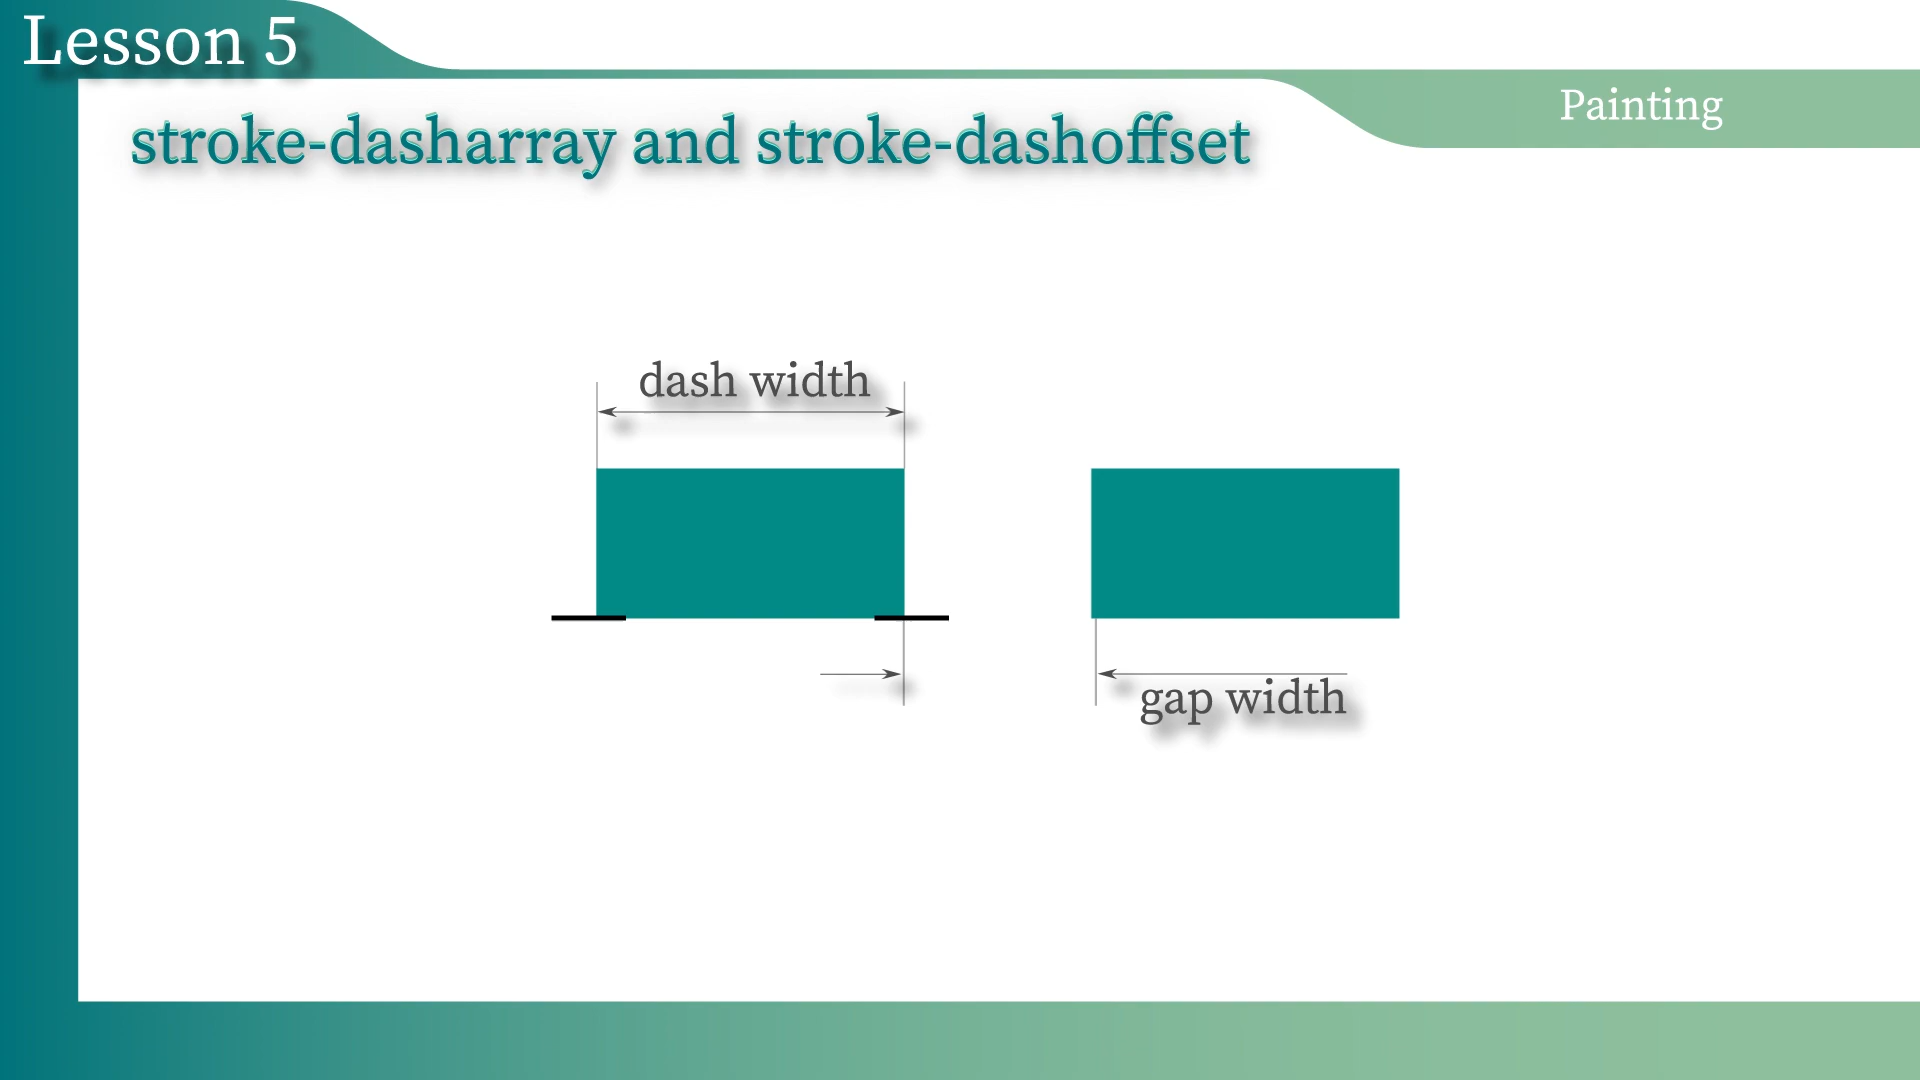 Lesson 5
Painting
stroke-dasharray and stroke-dashoffset
dash width
gap width